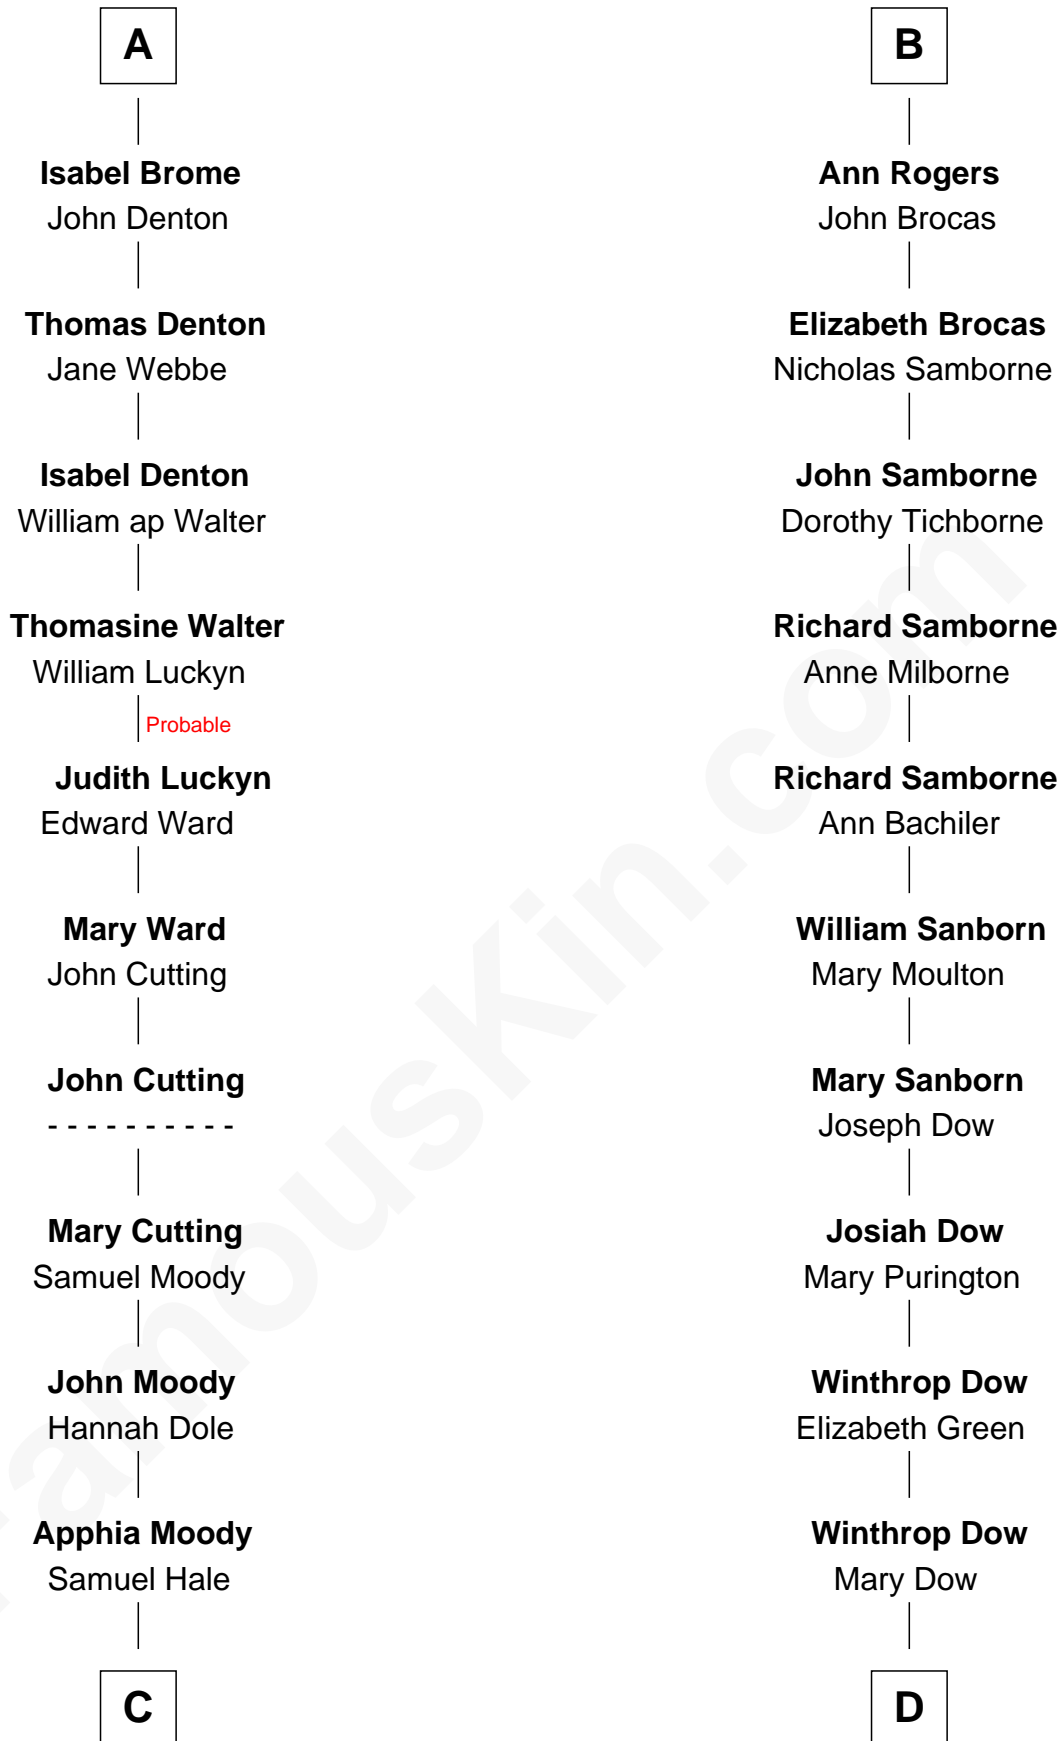 A
Isabel Brome
John Denton
Thomas Denton
Jane Webbe
Isabel Denton
William ap Walter
Thomasine Walter
William Luckyn
Probable
Judith Luckyn
Edward Ward
Mary Ward
John Cutting
John Cutting
- - - - - - - - - -
Mary Cutting
Samuel Moody
John Moody
Hannah Dole
Apphia Moody
Samuel Hale
C
B
Ann Rogers
John Brocas
Elizabeth Brocas
Nicholas Samborne
John Samborne
Dorothy Tichborne
Richard Samborne
Anne Milborne
Richard Samborne
Ann Bachiler
William Sanborn
Mary Moulton
Mary Sanborn
Joseph Dow
Josiah Dow
Mary Purington
Winthrop Dow
Elizabeth Green
Winthrop Dow
Mary Dow
D
FamousKin.com